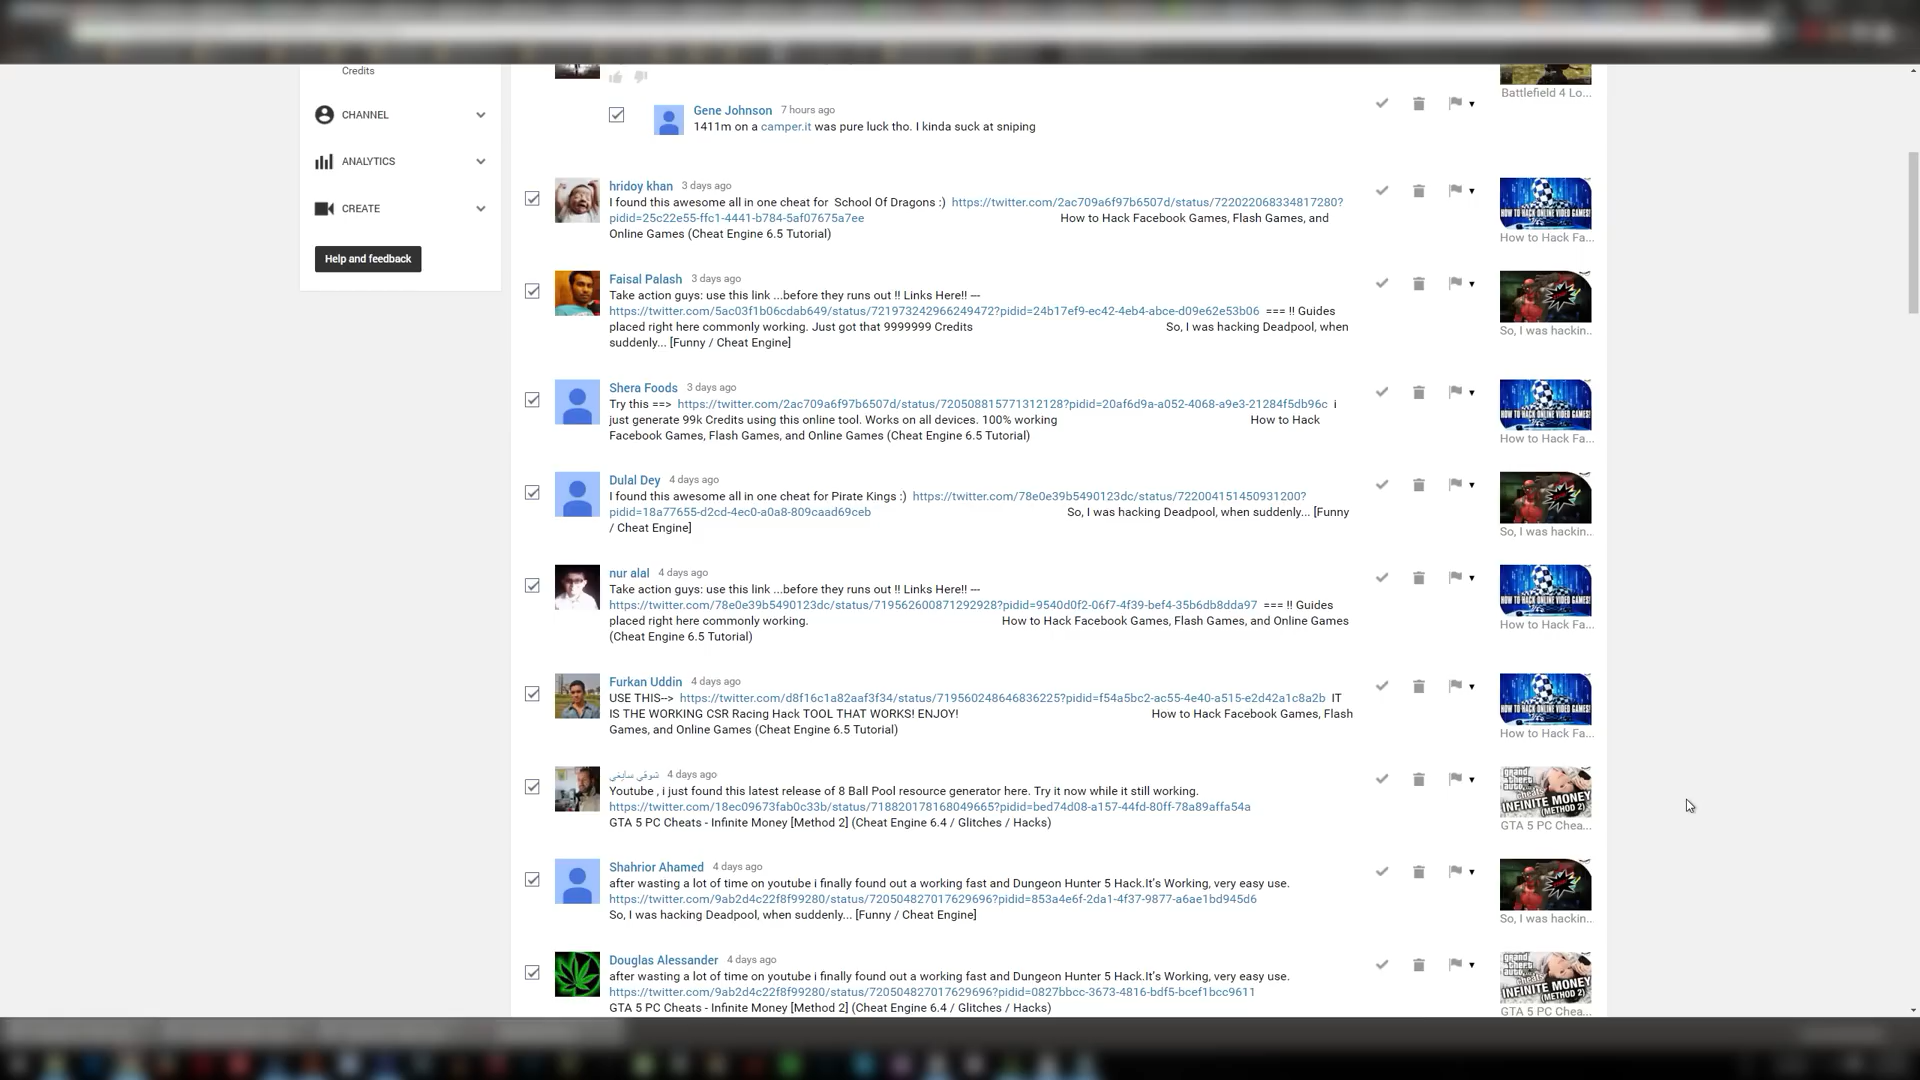 Credits
CHANNEL
ANALYTICS
CREATE
Help and feedback
Battlefield 4 Lo...
Gene Johnson 7 hours ago
1411m on a camper.it was pure luck tho. I kinda suck at sniping
hridoy khan 3 days ago
I found this awesome all in one cheat for School Of Dragons :) https://twitter.com/2ac709a6f97b6507d/status/722022068334817280?
pidid=25c22e55-ffc1-4441-b784-5af07675a7ee How to Hack Facebook Games, Flash Games, and
Online Games (Cheat Engine 6.5 Tutorial)
HOW TO HACK ONLINE VIDEO GAMES!
How to Hack Fa...
Faisal Palash 3 days ago
Take action guys: use this link ...before they runs out !! Links Here!! ---
https://twitter.com/5ac03f1b06cdab649/status/721973242966249472?pidid=24b17ef9-ec42-4eb4-abce-d09e62e53b06 === !! Guides
placed right here commonly working. Just got that 9999999 Credits So, I was hacking Deadpool, when
suddenly... [Funny / Cheat Engine]
So, I was hackin..
Shera Foods 3 days ago
Try this ==> https://twitter.com/2ac709a6f97b6507d/status/720508815771312128?pidid=20af6d9a-a052-4068-a9e3-21284f5db96c i
just generate 99k Credits using this online tool. Works on all devices. 100% working How to Hack
Facebook Games, Flash Games, and Online Games (Cheat Engine 6.5 Tutorial)
HOW TO HACK ONLINE VIDEO GAMES!
How to Hack Fa...
Dulal Dey 4 days ago
I found this awesome all in one cheat for Pirate Kings :) https://twitter.com/78e0e39b5490123dc/status/722004151450931200?
pidid=18a77655-d2cd-4ec0-a0a8-809caad69ceb So, I was hacking Deadpool, when suddenly... [Funny
/ Cheat Engine]
So, I was hackin..
nur alal 4 days ago
Take action guys: use this link ...before they runs out !! Links Here!! ---
https://twitter.com/78e0e39b5490123dc/status/719562600871292928?pidid=9540d0f2-06f7-4f39-bef4-35b6db8dda97 === !! Guides
placed right here commonly working. How to Hack Facebook Games, Flash Games, and Online Games
(Cheat Engine 6.5 Tutorial)
HOW TO HACK ONLINE VIDEO GAMES!
How to Hack Fa...
Furkan Uddin 4 days ago
USE THIS--> https://twitter.com/d8f16c1a82aaf3f34/status/719560248646836225?pidid=f54a5bc2-ac55-4e40-a515-e2d42a1c8a2b IT
IS THE WORKING CSR Racing Hack TOOL THAT WORKS! ENJOY! How to Hack Facebook Games, Flash
Games, and Online Games (Cheat Engine 6.5 Tutorial)
HOW TO HACK ONLINE VIDEO GAMES!
How to Hack Fa...
شوقي سايغي 4 days ago
Youtube , i just found this latest release of 8 Ball Pool resource generator here. Try it now while it still working.
https://twitter.com/18ec09673fab0c33b/status/718820178168049665?pidid=bed74d08-a157-44fd-80ff-78a89affa54a
GTA 5 PC Cheats - Infinite Money [Method 2] (Cheat Engine 6.4 / Glitches / Hacks)
grand theft auto cheats
INFINITE MONEY
(METHOD 2)
GTA 5 PC Chea...
Shahrior Ahamed 4 days ago
after wasting a lot of time on youtube i finally found out a working fast and Dungeon Hunter 5 Hack.It's Working, very easy use.
https://twitter.com/9ab2d4c22f8f99280/status/720504827017629696?pidid=853a4e6f-2da1-4f37-9877-a6ae1bd945d6
So, I was hacking Deadpool, when suddenly... [Funny / Cheat Engine]
So, I was hackin..
Douglas Alessander 4 days ago
after wasting a lot of time on youtube i finally found out a working fast and Dungeon Hunter 5 Hack.It's Working, very easy use.
https://twitter.com/9ab2d4c22f8f99280/status/720504827017629696?pidid=0827bbcc-3673-4816-bdf5-bcef1bcc9611
GTA 5 PC Cheats - Infinite Money [Method 2] (Cheat Engine 6.4 / Glitches / Hacks)
grand theft auto cheats
INFINITE MONEY
(METHOD 2)
GTA 5 PC Chea...